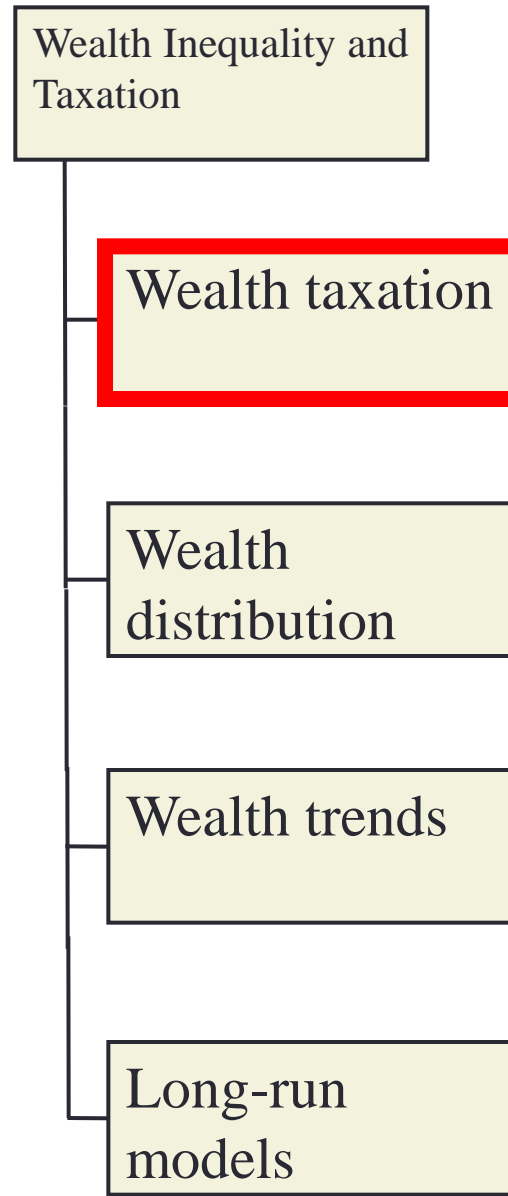 Wealth Inequality and
Taxation
Wealth taxation
Wealth
distribution
Wealth trends
Long-run
models